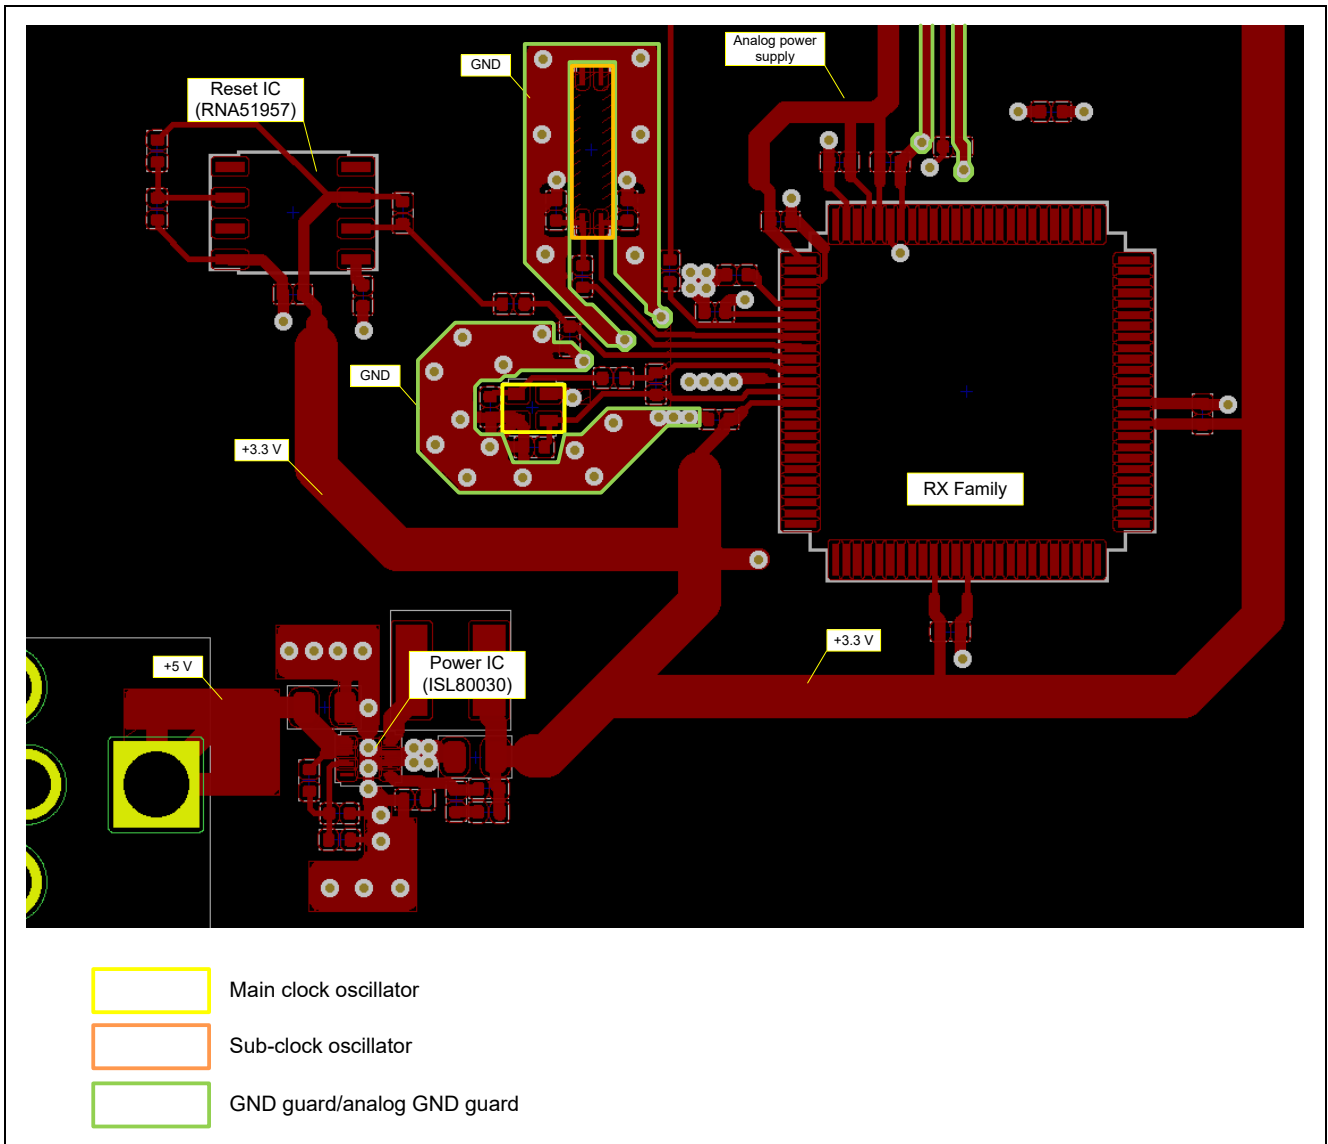 Analog power
supply
GND
Reset IC
(RNA51957)
GND
+3.3 V
RX Family
+3.3 V
Power IC
(ISL80030)
+5 V
Main clock oscillator
Sub-clock oscillator
GND guard/analog GND guard